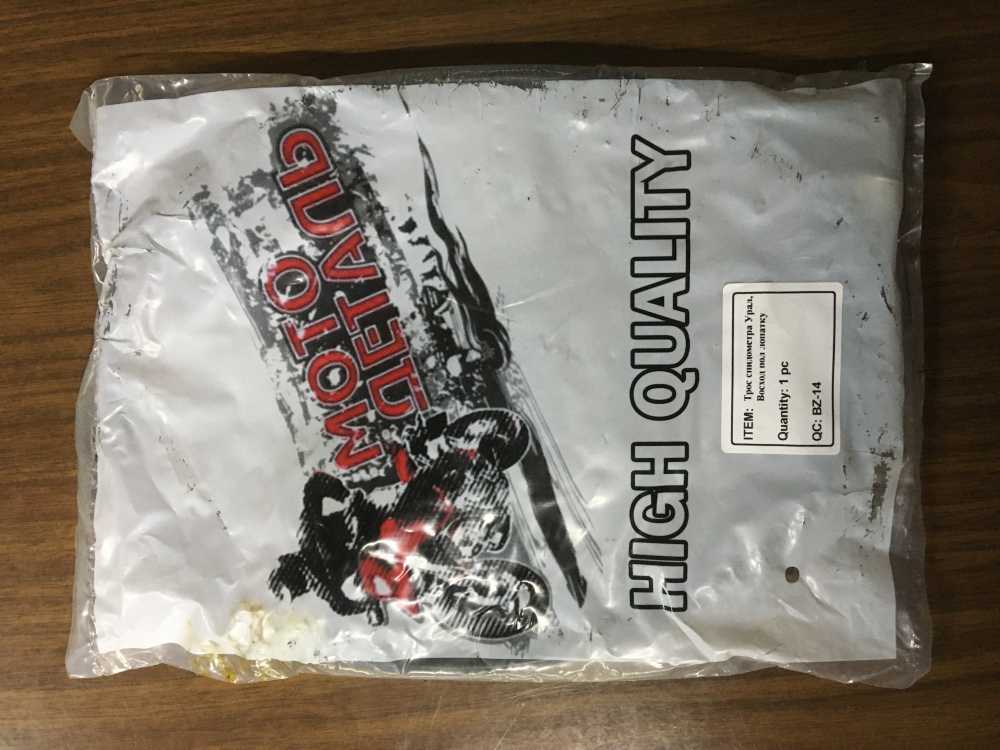 МОТО
ДЕТАЛЬ
HIGH QUALITY
ITEM: Трос спидометра Урал,
Восход под лопатку
Quantity: 1 pc
QC: BZ-14